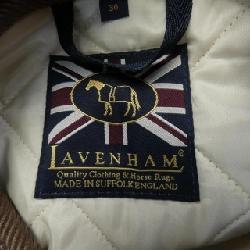 36
LAVENHAM
Quality Clothing & Horse Rugs
MADE IN SUFFOLK ENGLAND